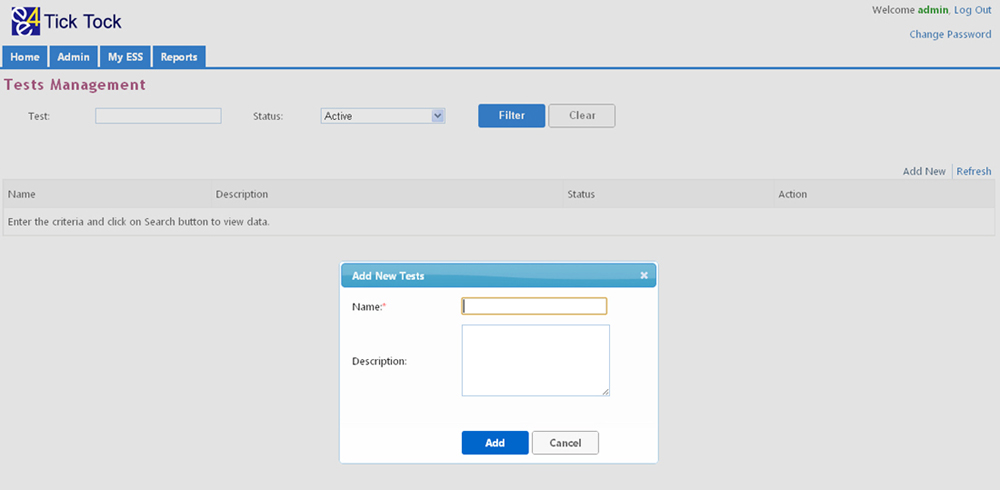 Tick Tock
Welcome admin, Log Out
Change Password
Home Admin My ESS Reports
Tests Management
Test: Status: Active Filter Clear
Add New Refresh
Name Description Status Action
Enter the criteria and click on Search button to view data.
Add New Tests
Name:*
Description:
Add Cancel